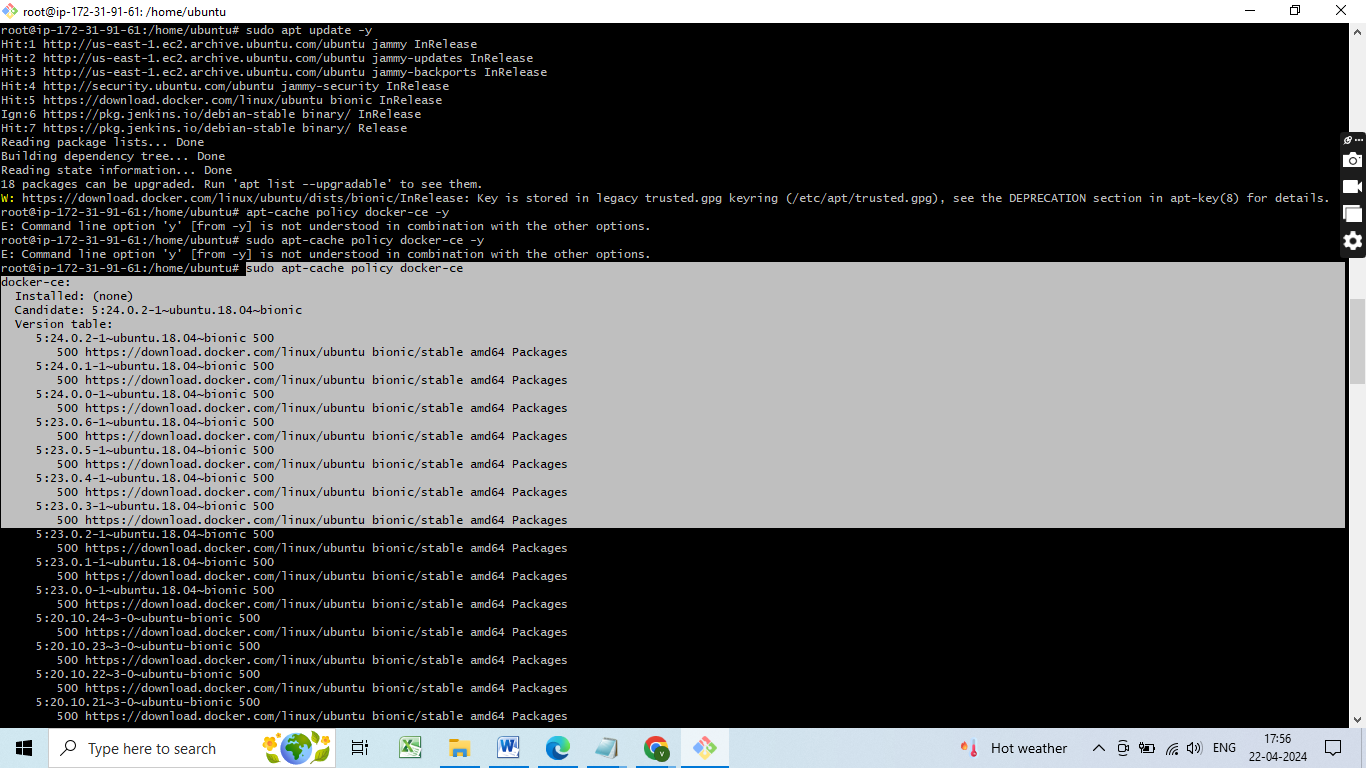 root@ip-172-31-91-61: /home/ubuntu
root@ip-172-31-91-61:/home/ubuntu# sudo apt update -y
Hit:1 http://us-east-1.ec2.archive.ubuntu.com/ubuntu jammy InRelease
Hit:2 http://us-east-1.ec2.archive.ubuntu.com/ubuntu jammy-updates InRelease
Hit:3 http://us-east-1.ec2.archive.ubuntu.com/ubuntu jammy-backports InRelease
Hit:4 http://security.ubuntu.com/ubuntu jammy-security InRelease
Hit:5 https://download.docker.com/linux/ubuntu bionic InRelease
Ign:6 https://pkg.jenkins.io/debian-stable binary/ InRelease
Hit:7 https://pkg.jenkins.io/debian-stable binary/ Release
Reading package lists... Done
Building dependency tree... Done
Reading state information... Done
18 packages can be upgraded. Run 'apt list --upgradable' to see them.
W: https://download.docker.com/linux/ubuntu/dists/bionic/InRelease: Key is stored in legacy trusted.gpg keyring (/etc/apt/trusted.gpg), see the DEPRECATION section in apt-key(8) for details.
root@ip-172-31-91-61:/home/ubuntu# apt-cache policy docker-ce -y
E: Command line option 'y' [from -y] is not understood in combination with the other options.
root@ip-172-31-91-61:/home/ubuntu# sudo apt-cache policy docker-ce -y
E: Command line option 'y' [from -y] is not understood in combination with the other options.
root@ip-172-31-91-61:/home/ubuntu# sudo apt-cache policy docker-ce
docker-ce:
  Installed: (none)
  Candidate: 5:24.0.2-1~ubuntu.18.04~bionic
  Version table:
     5:24.0.2-1~ubuntu.18.04~bionic 500
        500 https://download.docker.com/linux/ubuntu bionic/stable amd64 Packages
     5:24.0.1-1~ubuntu.18.04~bionic 500
        500 https://download.docker.com/linux/ubuntu bionic/stable amd64 Packages
     5:24.0.0-1~ubuntu.18.04~bionic 500
        500 https://download.docker.com/linux/ubuntu bionic/stable amd64 Packages
     5:23.0.6-1~ubuntu.18.04~bionic 500
        500 https://download.docker.com/linux/ubuntu bionic/stable amd64 Packages
     5:23.0.5-1~ubuntu.18.04~bionic 500
        500 https://download.docker.com/linux/ubuntu bionic/stable amd64 Packages
     5:23.0.4-1~ubuntu.18.04~bionic 500
        500 https://download.docker.com/linux/ubuntu bionic/stable amd64 Packages
     5:23.0.3-1~ubuntu.18.04~bionic 500
        500 https://download.docker.com/linux/ubuntu bionic/stable amd64 Packages
     5:23.0.2-1~ubuntu.18.04~bionic 500
        500 https://download.docker.com/linux/ubuntu bionic/stable amd64 Packages
     5:23.0.1-1~ubuntu.18.04~bionic 500
        500 https://download.docker.com/linux/ubuntu bionic/stable amd64 Packages
     5:23.0.0-1~ubuntu.18.04~bionic 500
        500 https://download.docker.com/linux/ubuntu bionic/stable amd64 Packages
     5:20.10.24~3-0~ubuntu-bionic 500
        500 https://download.docker.com/linux/ubuntu bionic/stable amd64 Packages
     5:20.10.23~3-0~ubuntu-bionic 500
        500 https://download.docker.com/linux/ubuntu bionic/stable amd64 Packages
     5:20.10.22~3-0~ubuntu-bionic 500
        500 https://download.docker.com/linux/ubuntu bionic/stable amd64 Packages
     5:20.10.21~3-0~ubuntu-bionic 500
        500 https://download.docker.com/linux/ubuntu bionic/stable amd64 Packages
Type here to search
Hot weather
ENG
17:56
22-04-2024